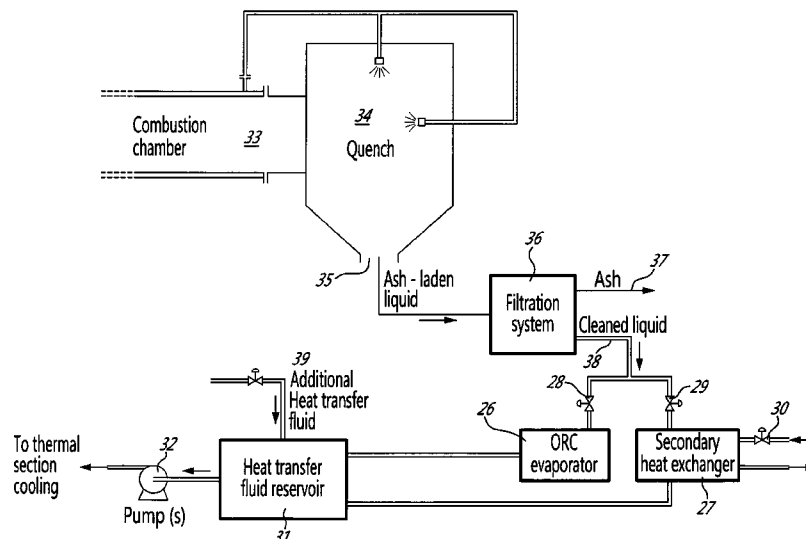 Combustion
chamber
33
34
Quench
35
Ash - laden
liquid
36
Filtration
system
Ash
37
Cleaned liquid
38
39
Additional
Heat transfer
fluid
28
29
30
26
ORC
evaporator
Secondary
heat exchanger
27
To thermal
section
cooling
32
Pump (s)
Heat transfer
fluid reservoir
31